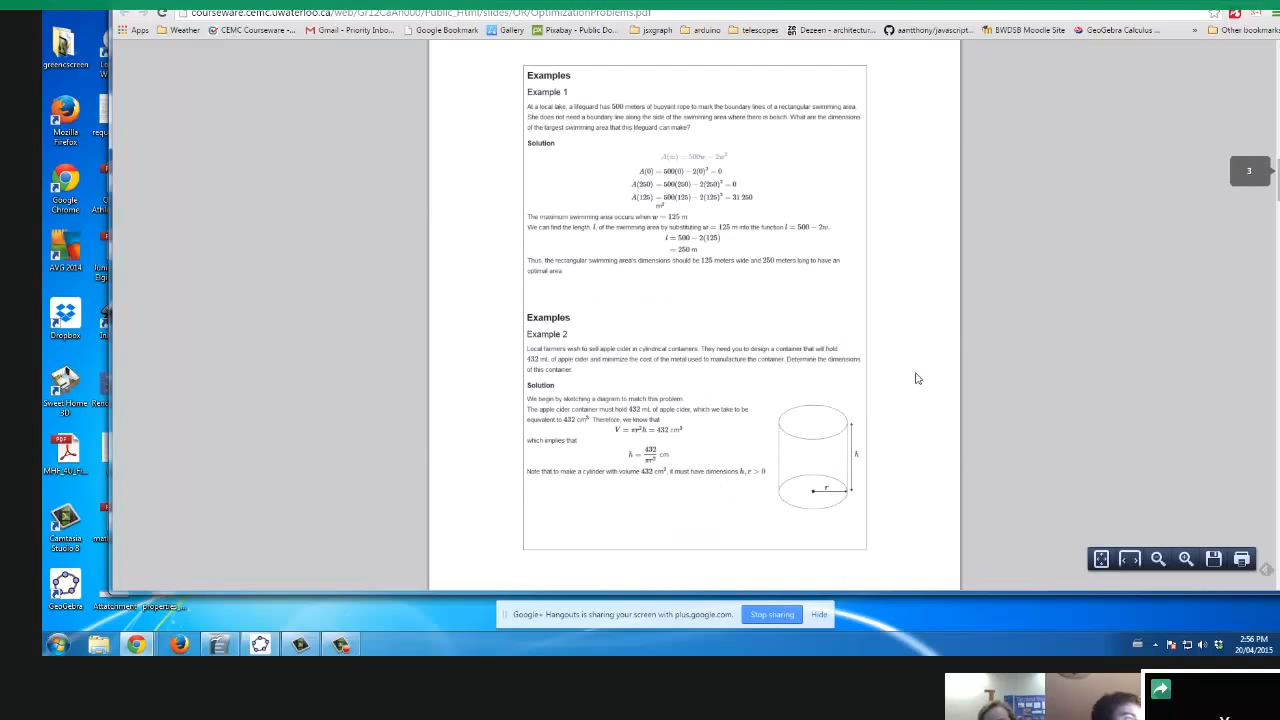 courseware.cemc.uwaterloo.ca/web/Gr12CaAh000/Public_Html/slides/OR/OptimizationProblems.pdf
Apps Weather CEMC Courseware -... Gmail - Priority Inbo... Google Bookmark Gallery Pixabay - Public Do... jsxgraph arduino telescopes Dezeen - architectur... aantthony/javascript... BWDSB Moodle Site GeoGebra Calculus ... » Other bookmarks
greencscreen
Mozilla
Firefox
Google
Chrome
AVG 2014
Dropbox
Sweet Home
3D
MHF_4U_Fi...
Camtasia
Studio 8
GeoGebra
Attatchment_properties_...
3
Examples
Example 1
At a local lake, a lifeguard has 500 meters of buoyant rope to mark the boundary lines of a rectangular swimming area.
She does not need a boundary line along the side of the swimming area where there is beach. What are the dimensions
of the largest swimming area that this lifeguard can make?
Solution
A(w) = 500w − 2w²
A(0) = 500(0) − 2(0)² = 0
A(250) = 500(250) − 2(250)² = 0
A(125) = 500(125) − 2(125)² = 31 250
m²
The maximum swimming area occurs when w = 125 m
We can find the length, l, of the swimming area by substituting w = 125 m into the function l = 500 − 2w.
l = 500 − 2(125)
= 250 m
Thus, the rectangular swimming area's dimensions should be 125 meters wide and 250 meters long to have an
optimal area.
Examples
Example 2
Local farmers wish to sell apple cider in cylindrical containers. They need you to design a container that will hold
432 mL of apple cider and minimize the cost of the metal used to manufacture the container. Determine the dimensions
of this container.
Solution
We begin by sketching a diagram to match this problem.
The apple cider container must hold 432 mL of apple cider, which we take to be
equivalent to 432 cm³. Therefore, we know that
V = πr²h = 432 cm³
which implies that
h = 432/πr² cm
Note that to make a cylinder with volume 432 cm³, it must have dimensions h, r > 0
h
r
Google+ Hangouts is sharing your screen with plus.google.com. Stop sharing Hide
2:56 PM
20/04/2015